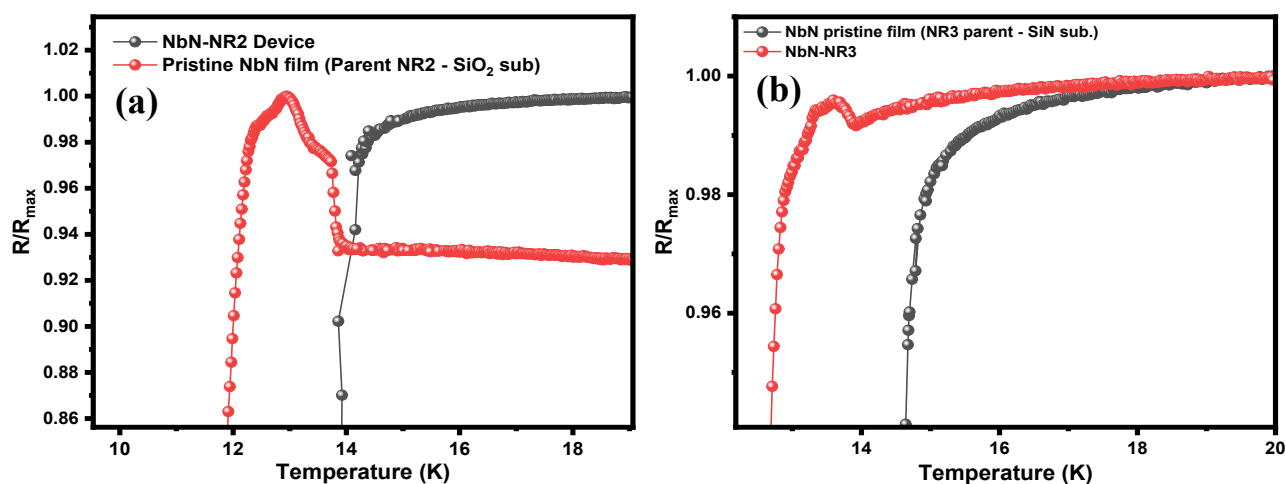 NbN-NR2 Device
Pristine NbN film (Parent NR2 - SiO2 sub)
(a)
1.02
1.00
0.98
0.96
0.94
0.92
0.90
0.88
0.86
R/Rmax
10 12 14 16 18
Temperature (K)
NbN pristine film (NR3 parent - SiN sub.)
NbN-NR3
(b)
1.00
0.98
0.96
R/Rmax
14 16 18 20
Temperature (K)